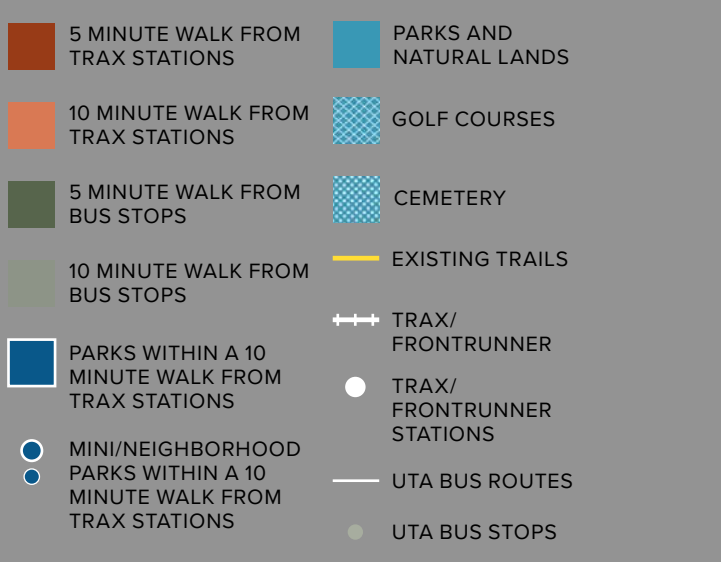 5 MINUTE WALK FROM
TRAX STATIONS
10 MINUTE WALK FROM
TRAX STATIONS
5 MINUTE WALK FROM
BUS STOPS
10 MINUTE WALK FROM
BUS STOPS
PARKS WITHIN A 10
MINUTE WALK FROM
TRAX STATIONS
MINI/NEIGHBORHOOD
PARKS WITHIN A 10
MINUTE WALK FROM
TRAX STATIONS
PARKS AND
NATURAL LANDS
GOLF COURSES
CEMETERY
EXISTING TRAILS
TRAX/
FRONTRUNNER
TRAX/
FRONTRUNNER
STATIONS
UTA BUS ROUTES
UTA BUS STOPS